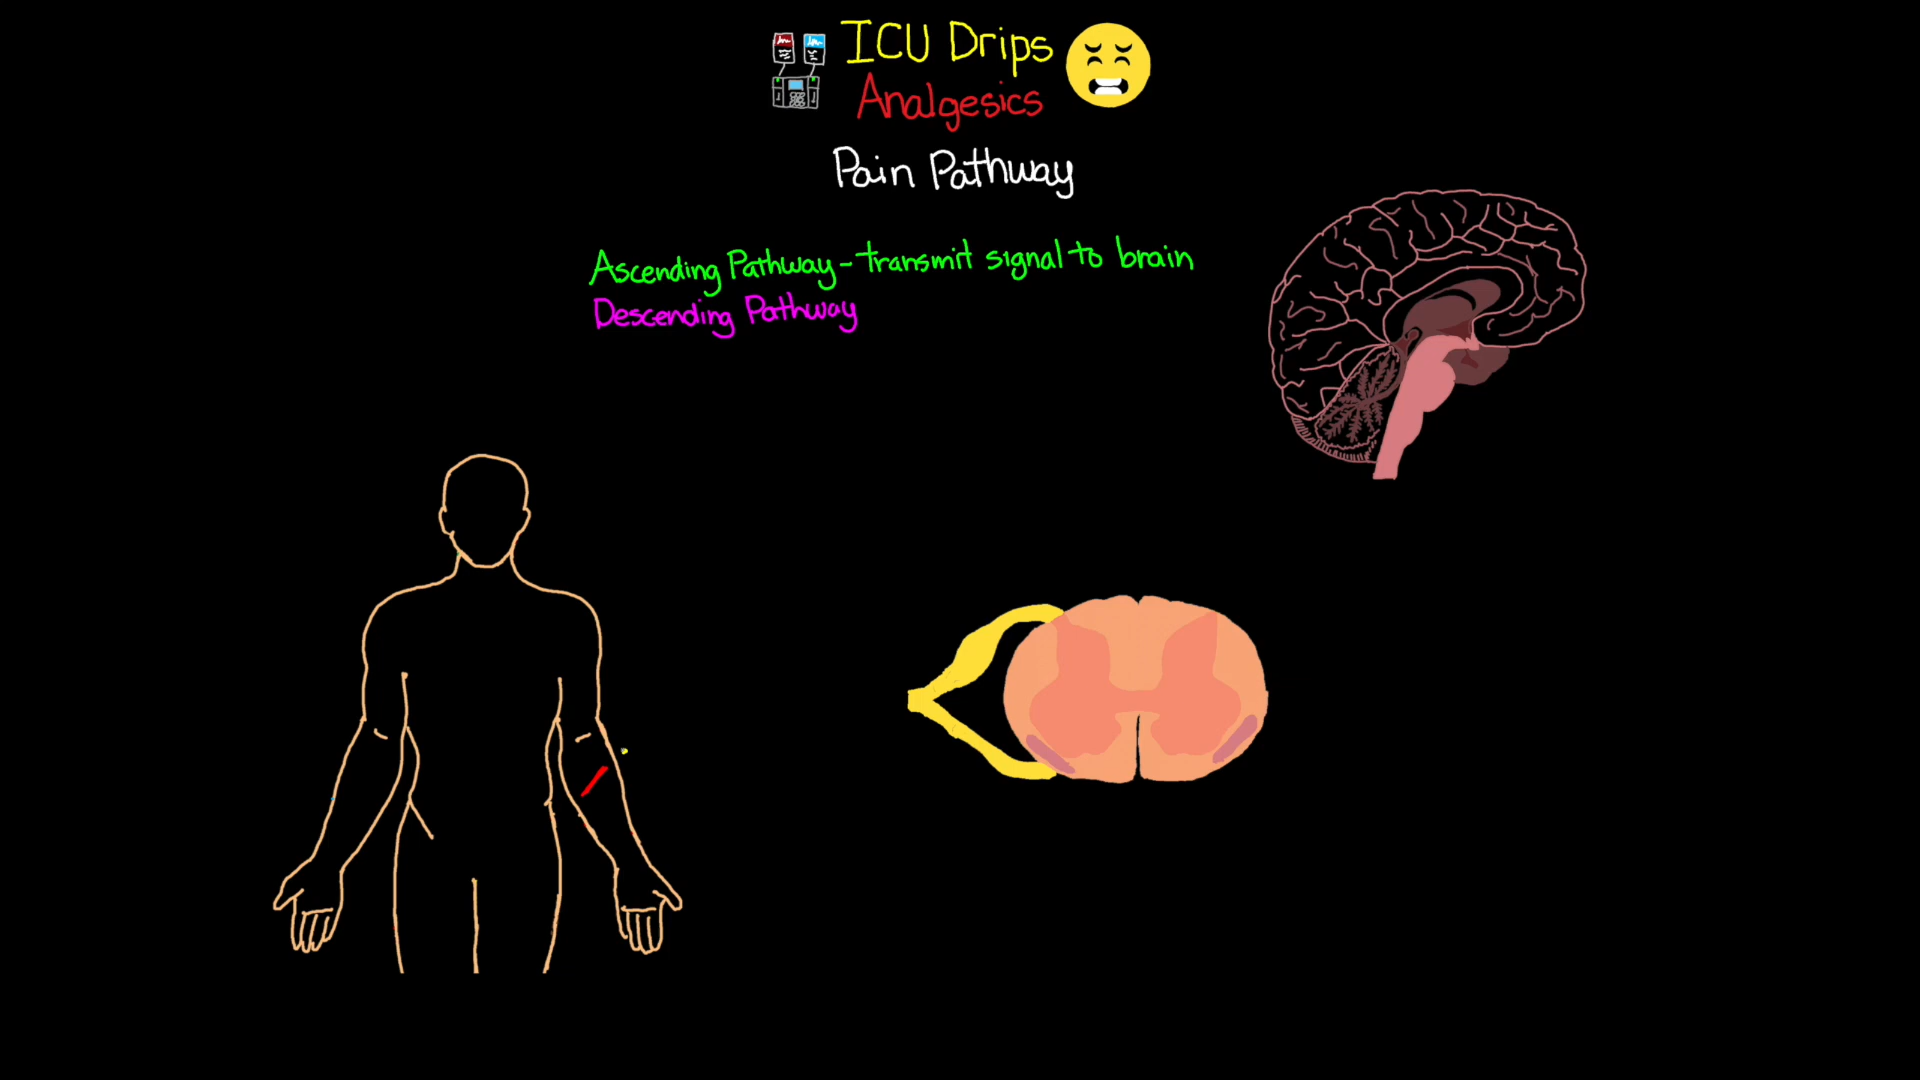 ICU Drips
Analgesics
Pain Pathway
Ascending Pathway - transmit signal to brain
Descending Pathway